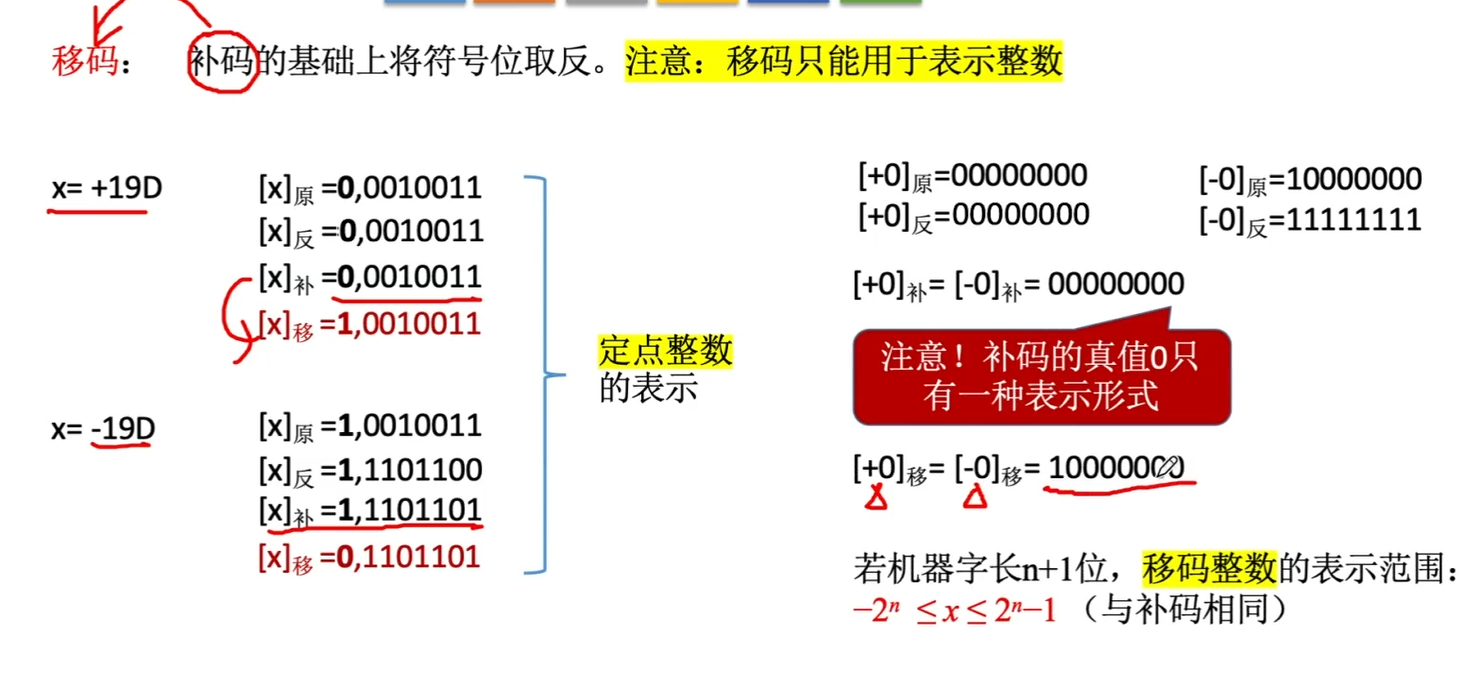 移码： 补码的基础上将符号位取反。注意：移码只能用于表示整数
x= +19D
[x]原 =0,0010011
[x]反 =0,0010011
[x]补 =0,0010011
[x]移 =1,0010011
x= -19D
[x]原 =1,0010011
[x]反 =1,1101100
[x]补 =1,1101101
[x]移 =0,1101101
定点整数
的表示
[+0]原=00000000 [-0]原=10000000
[+0]反=00000000 [-0]反=11111111
[+0]补= [-0]补= 00000000
注意！补码的真值0只
有一种表示形式
[+0]移= [-0]移= 10000000
若机器字长n+1位，移码整数的表示范围：
−2ⁿ ≤ x ≤ 2ⁿ−1 （与补码相同）